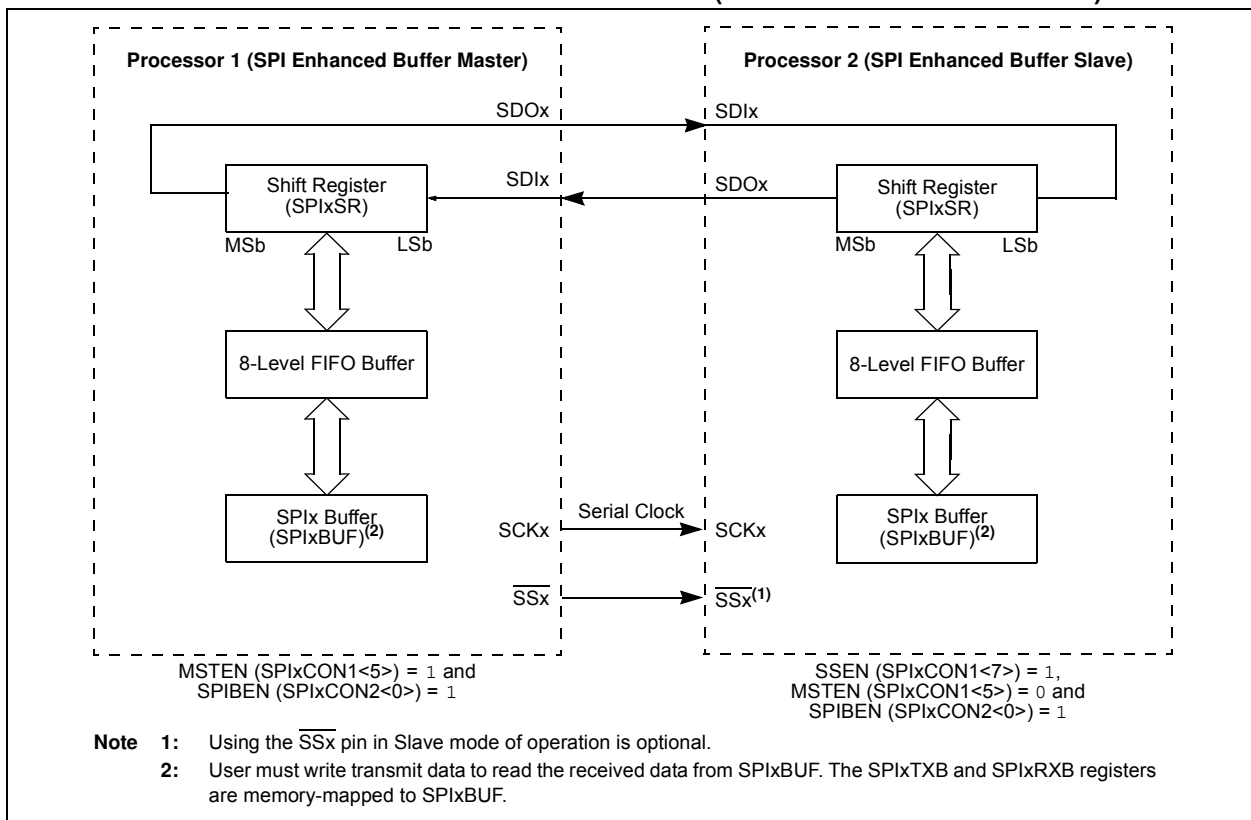 Processor 1 (SPI Enhanced Buffer Master)
Processor 2 (SPI Enhanced Buffer Slave)
SDOx
SDIx
Shift Register
(SPIxSR)
SDIx
SDOx
Shift Register
(SPIxSR)
MSb
LSb
MSb
LSb
8-Level FIFO Buffer
8-Level FIFO Buffer
SPIx Buffer
(SPIxBUF)(2)
SCKx
Serial Clock
SCKx
SPIx Buffer
(SPIxBUF)(2)
SSx
SSx(1)
MSTEN (SPIxCON1<5>) = 1 and
SPIBEN (SPIxCON2<0>) = 1
SSEN (SPIxCON1<7>) = 1,
MSTEN (SPIxCON1<5>) = 0 and
SPIBEN (SPIxCON2<0>) = 1
Note 1: Using the SSx pin in Slave mode of operation is optional.
2: User must write transmit data to read the received data from SPIxBUF. The SPIxTXB and SPIxRXB registers
are memory-mapped to SPIxBUF.